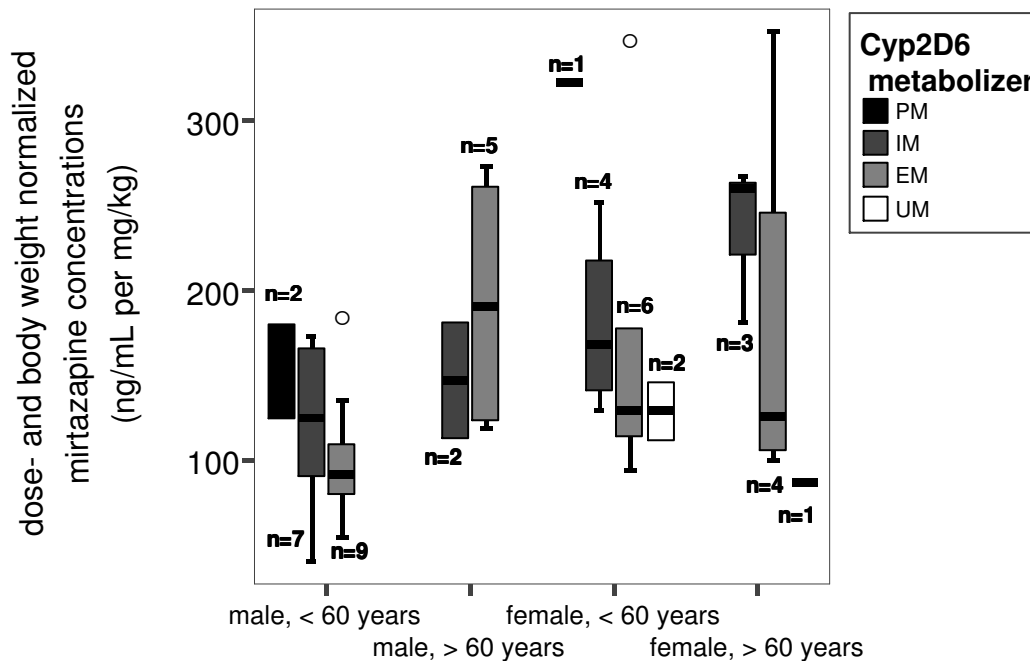 dose- and body weight normalized
mirtazapine concentrations
(ng/mL per mg/kg)
300
200
100
n=2
n=7
n=9
n=2
n=5
n=1
n=4
n=6
n=2
n=3
n=4
n=1
male, < 60 years
male, > 60 years
female, < 60 years
female, > 60 years
Cyp2D6
metabolizer
PM
IM
EM
UM